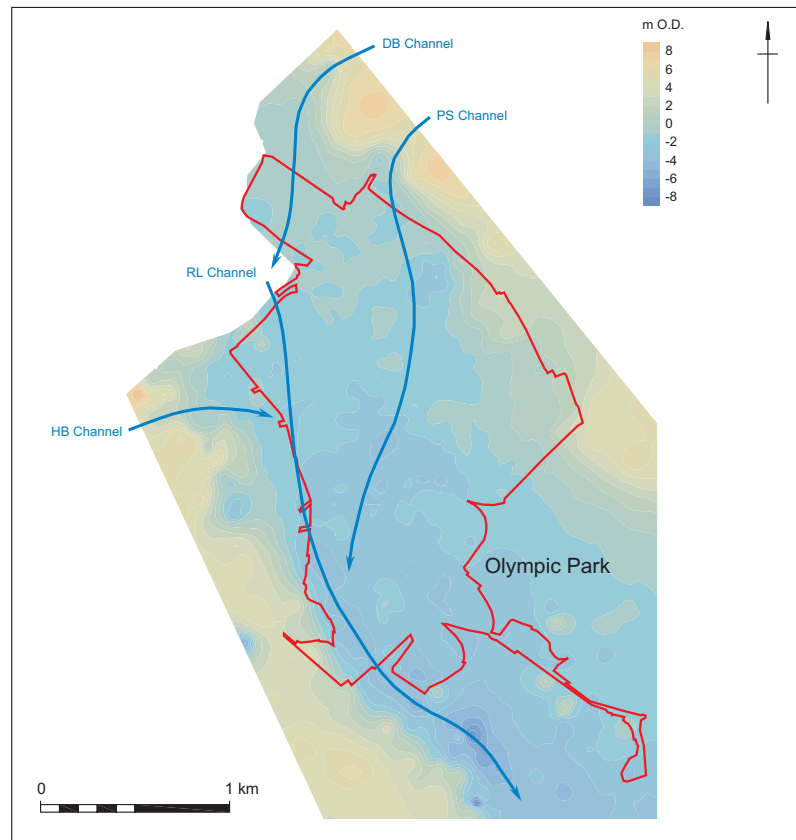 DB Channel
m O.D.
8
6
4
2
0
-2
-4
-6
-8
PS Channel
RL Channel
HB Channel
Olympic Park
0
1 km